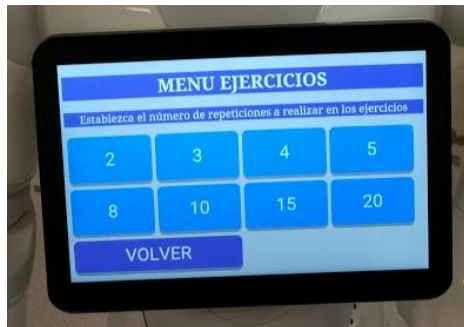 MENU EJERCICIOS
Establezca el número de repeticiones a realizar en los ejercicios
2 3 4 5
8 10 15 20
VOLVER